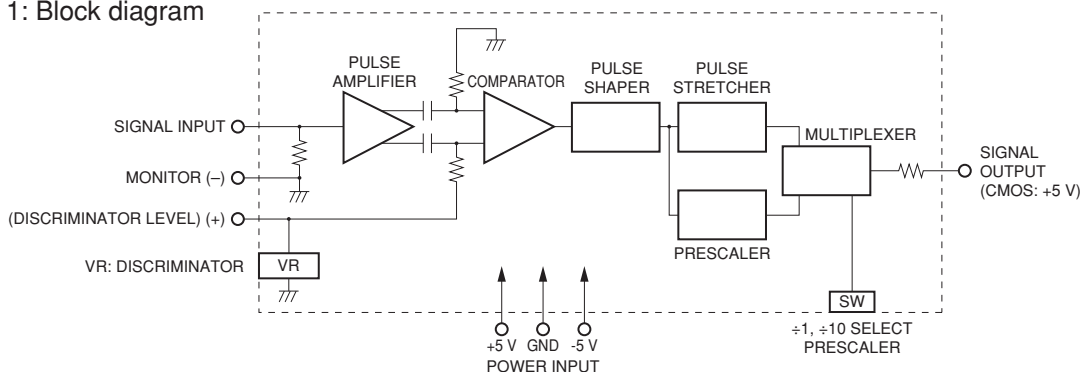 1: Block diagram
PULSE
AMPLIFIER
COMPARATOR
PULSE
SHAPER
PULSE
STRETCHER
MULTIPLEXER
SIGNAL INPUT
MONITOR (–)
(DISCRIMINATOR LEVEL) (+)
VR: DISCRIMINATOR
VR
PRESCALER
SIGNAL
OUTPUT
(CMOS: +5 V)
SW
÷1, ÷10 SELECT
PRESCALER
+5 V GND -5 V
POWER INPUT